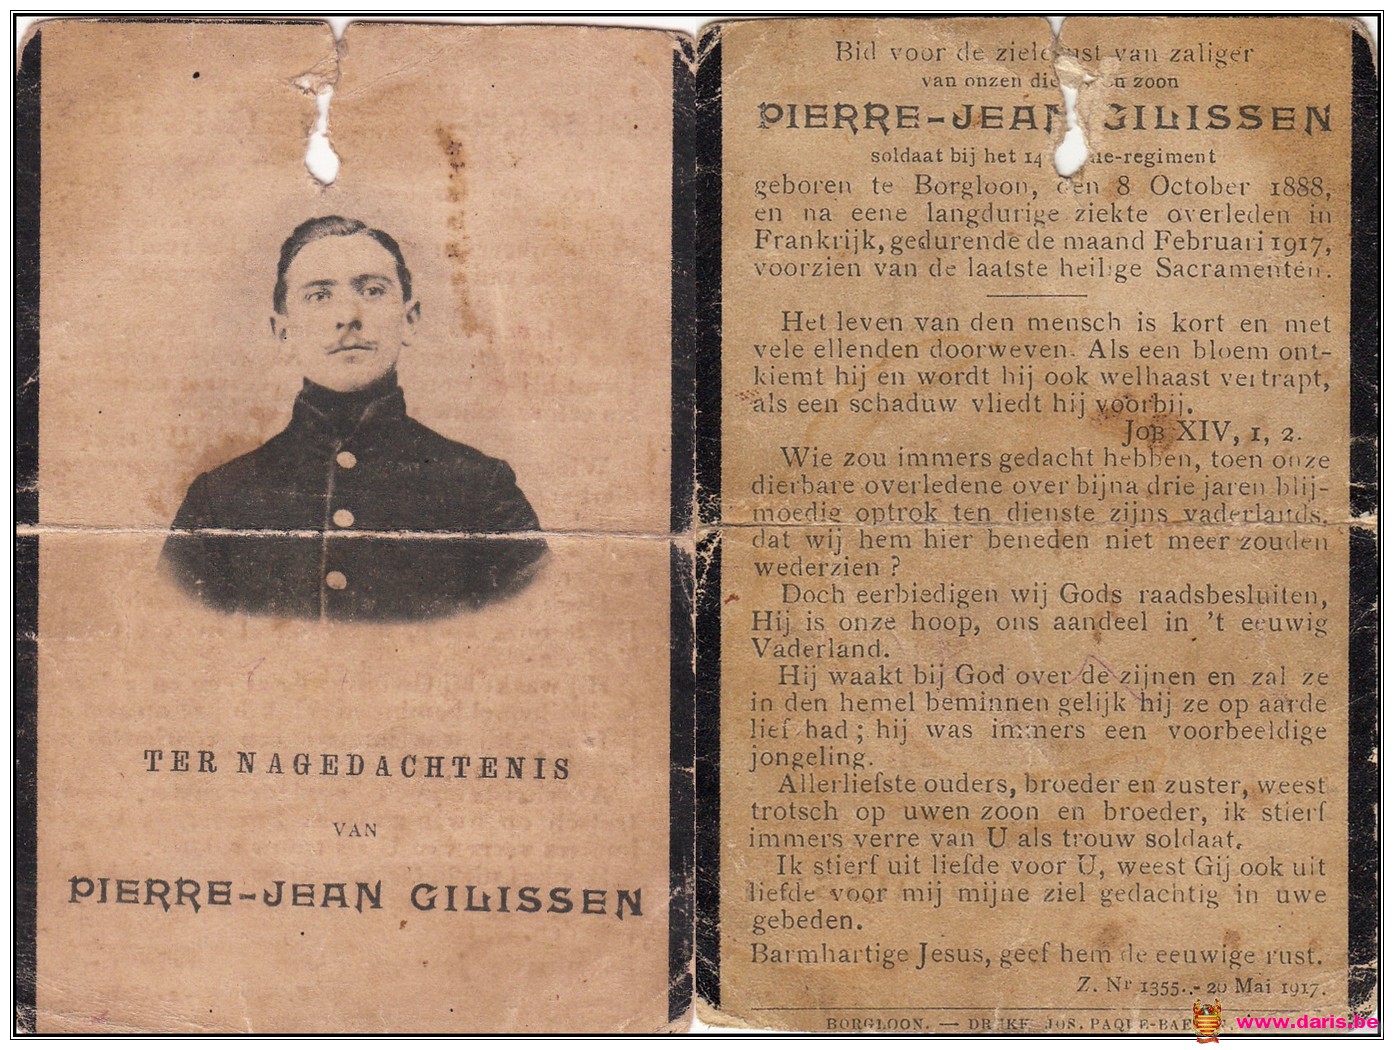 TER NAGEDACHTENIS
VAN
PIERRE-JEAN GILISSEN
Bid voor de van zaliger
van onzen zoon
PIERRE-JEAN GILISSEN
soldaat bij het 14
geboren te Borgloon, den 8 October 1888,
en na eene langdurige ziekte overleden in
Frankrijk, gedurende de maand Februari 1917,
voorzien van de laatste heilige Sacramenten.
Het leven van den mensch is kort en met
vele ellenden doorweven. Als een bloem ont-
kiemt hij en wordt hij ook welhaast vertrapt,
als een schaduw vliedt hij voorbij.
JOB XIV, 1, 2.
Wie zou immers gedacht hebben, toen onze
dierbare overledene over bijna drie jaren blij-
moedig optrok ten dienste zijns vaderlands,
dat wij hem hier beneden niet meer zouden
wederzien ?
Doch eerbiedigen wij Gods raadsbesluiten,
Hij is onze hoop, ons aandeel in 't eeuwig
Vaderland.
Hij waakt bij God over de zijnen en zal ze
in den hemel beminnen gelijk hij ze op aarde
lief had ; hij was immers een voorbeeldige
jongeling.
Allerliefste ouders, broeder en zuster, weest
trotsch op uwen zoon en broeder, ik stierf
immers verre van U als trouw soldaat.
Ik stierf uit liefde voor U, weest Gij ook uit
liefde voor mij mijne ziel gedachtig in uwe
gebeden.
Barmhartige Jesus, geef hem de eeuwige rust.
Z. Nr 1355. - 20 Mai 1917.
BORGLOON. — JOS.
www.daris.be